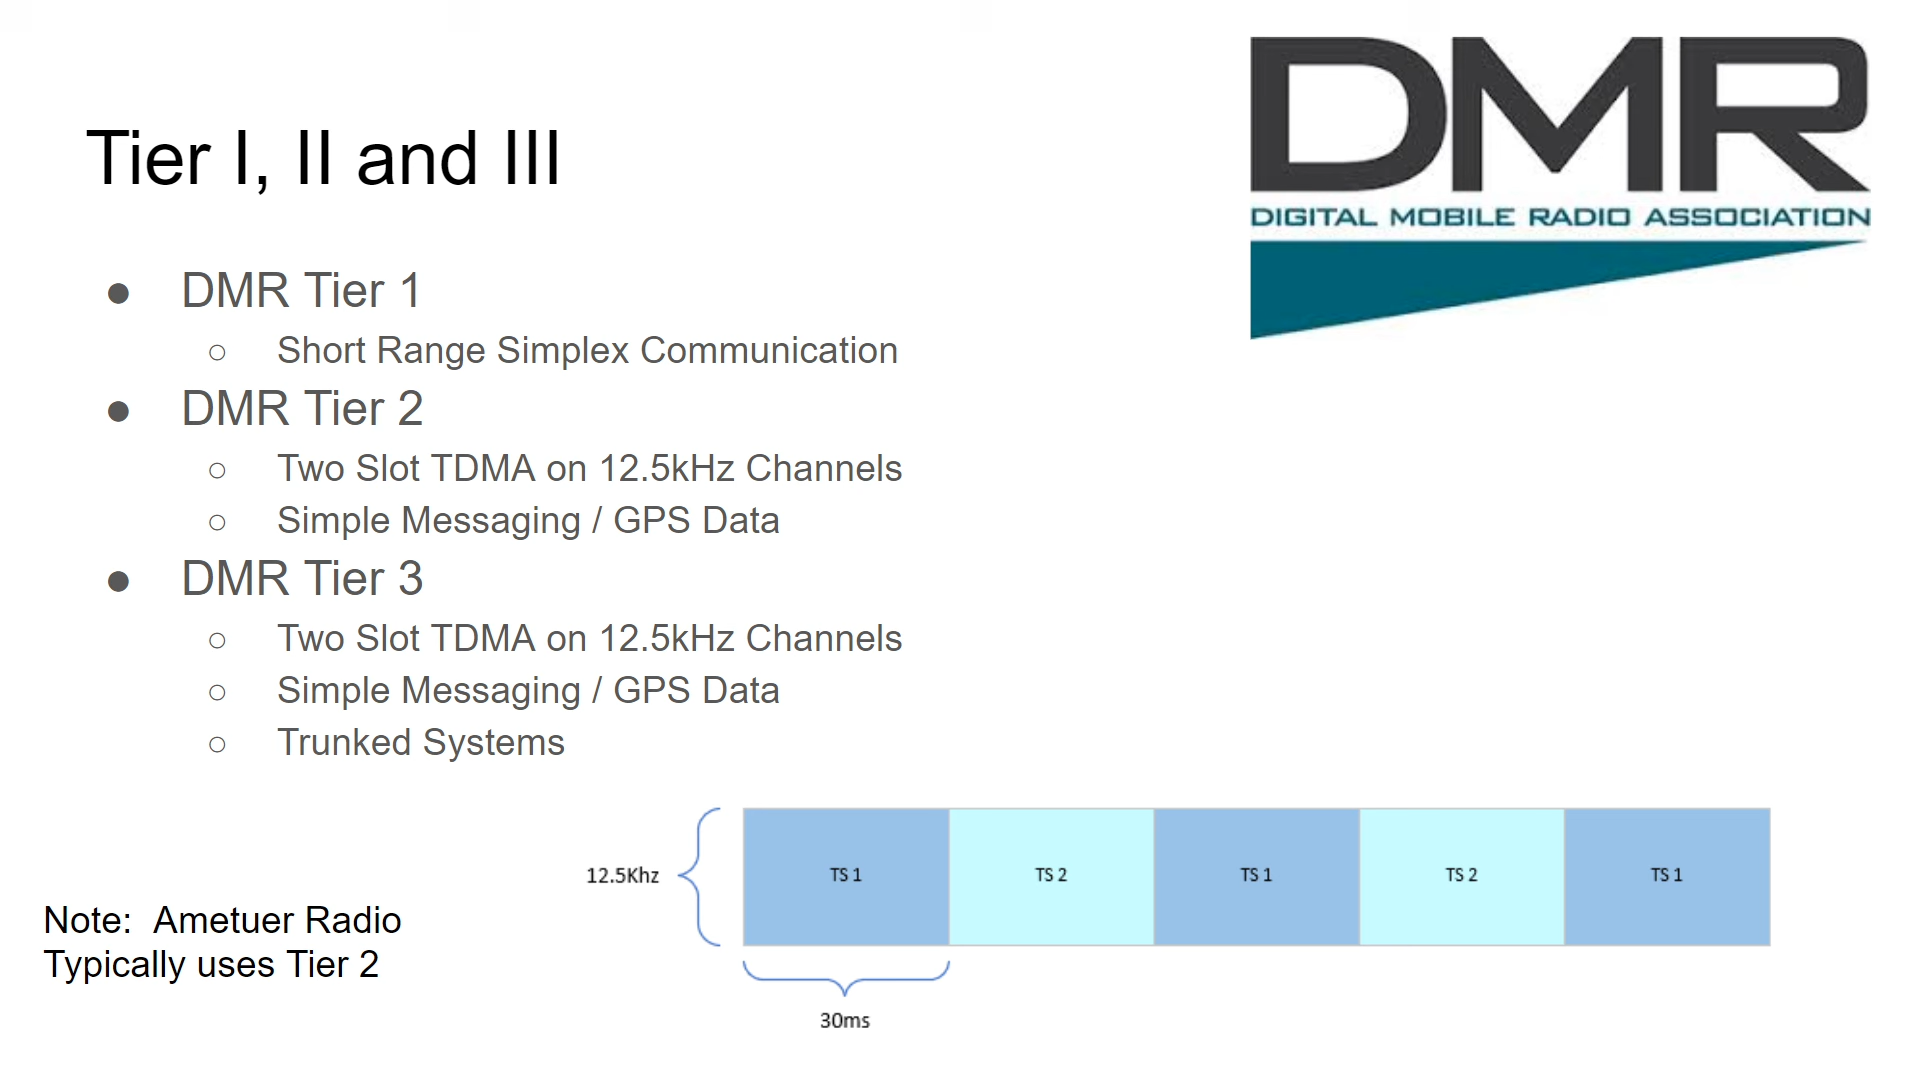 DMR
DIGITAL MOBILE RADIO ASSOCIATION
Tier I, II and III
● DMR Tier 1
○ Short Range Simplex Communication
● DMR Tier 2
○ Two Slot TDMA on 12.5kHz Channels
○ Simple Messaging / GPS Data
● DMR Tier 3
○ Two Slot TDMA on 12.5kHz Channels
○ Simple Messaging / GPS Data
○ Trunked Systems
12.5Khz TS 1 TS 2 TS 1 TS 2 TS 1
30ms
Note:  Ametuer Radio
Typically uses Tier 2